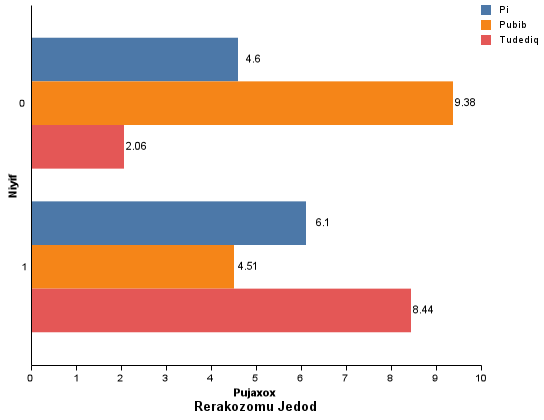 Pi
Pubib
Tudediq
4.6
0
9.38
2.06
Niyif
6.1
1
4.51
8.44
0 1 2 3 4 5 6 7 8 9 10
Pujaxox
Rerakozomu Jedod